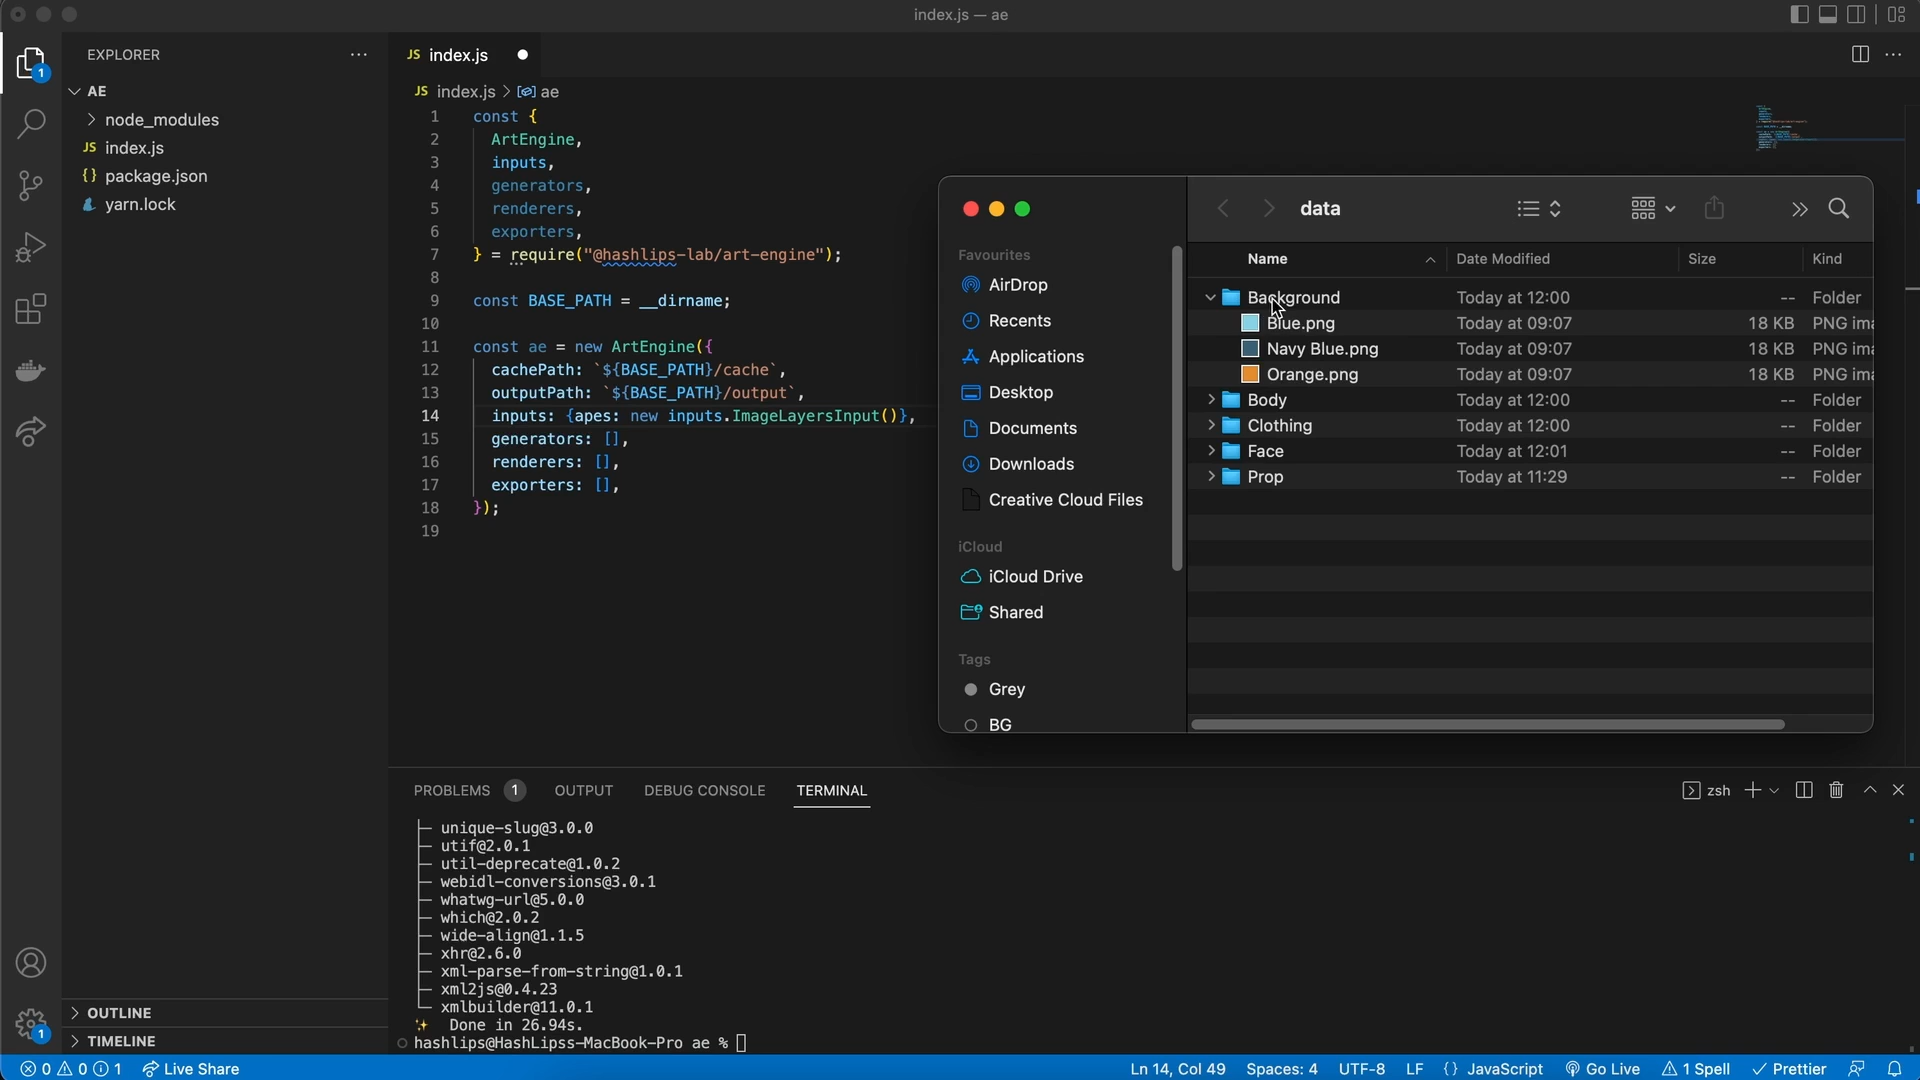 index.js — ae
EXPLORER
AE
node_modules
JS index.js
{} package.json
yarn.lock
OUTLINE
TIMELINE
1
1
JS index.js
JS index.js > ae
1 const {
2 ArtEngine,
3 inputs,
4 generators,
5 renderers,
6 exporters,
7 } = require("@hashlips-lab/art-engine");
8
9 const BASE_PATH = __dirname;
10
11 const ae = new ArtEngine({
12 cachePath: `${BASE_PATH}/cache`,
13 outputPath: `${BASE_PATH}/output`,
14 inputs: {apes: new inputs.ImageLayersInput()},
15 generators: [],
16 renderers: [],
17 exporters: [],
18 });
19
data
Favourites
AirDrop
Recents
Applications
Desktop
Documents
Downloads
Creative Cloud Files
iCloud
iCloud Drive
Shared
Tags
Grey
BG
Name Date Modified Size Kind
Background Today at 12:00 -- Folder
Blue.png Today at 09:07 18 KB PNG ima
Navy Blue.png Today at 09:07 18 KB PNG ima
Orange.png Today at 09:07 18 KB PNG ima
Body Today at 12:00 -- Folder
Clothing Today at 12:00 -- Folder
Face Today at 12:01 -- Folder
Prop Today at 11:29 -- Folder
PROBLEMS 1 OUTPUT DEBUG CONSOLE TERMINAL
zsh
├─ unique-slug@3.0.0
├─ utif@2.0.1
├─ util-deprecate@1.0.2
├─ webidl-conversions@3.0.1
├─ whatwg-url@5.0.0
├─ which@2.0.2
├─ wide-align@1.1.5
├─ xhr@2.6.0
├─ xml-parse-from-string@1.0.1
├─ xml2js@0.4.23
└─ xmlbuilder@11.0.1
✨ Done in 26.94s.
hashlips@HashLipss-MacBook-Pro ae %
0 0 1 Live Share Ln 14, Col 49 Spaces: 4 UTF-8 LF {} JavaScript Go Live 1 Spell Prettier